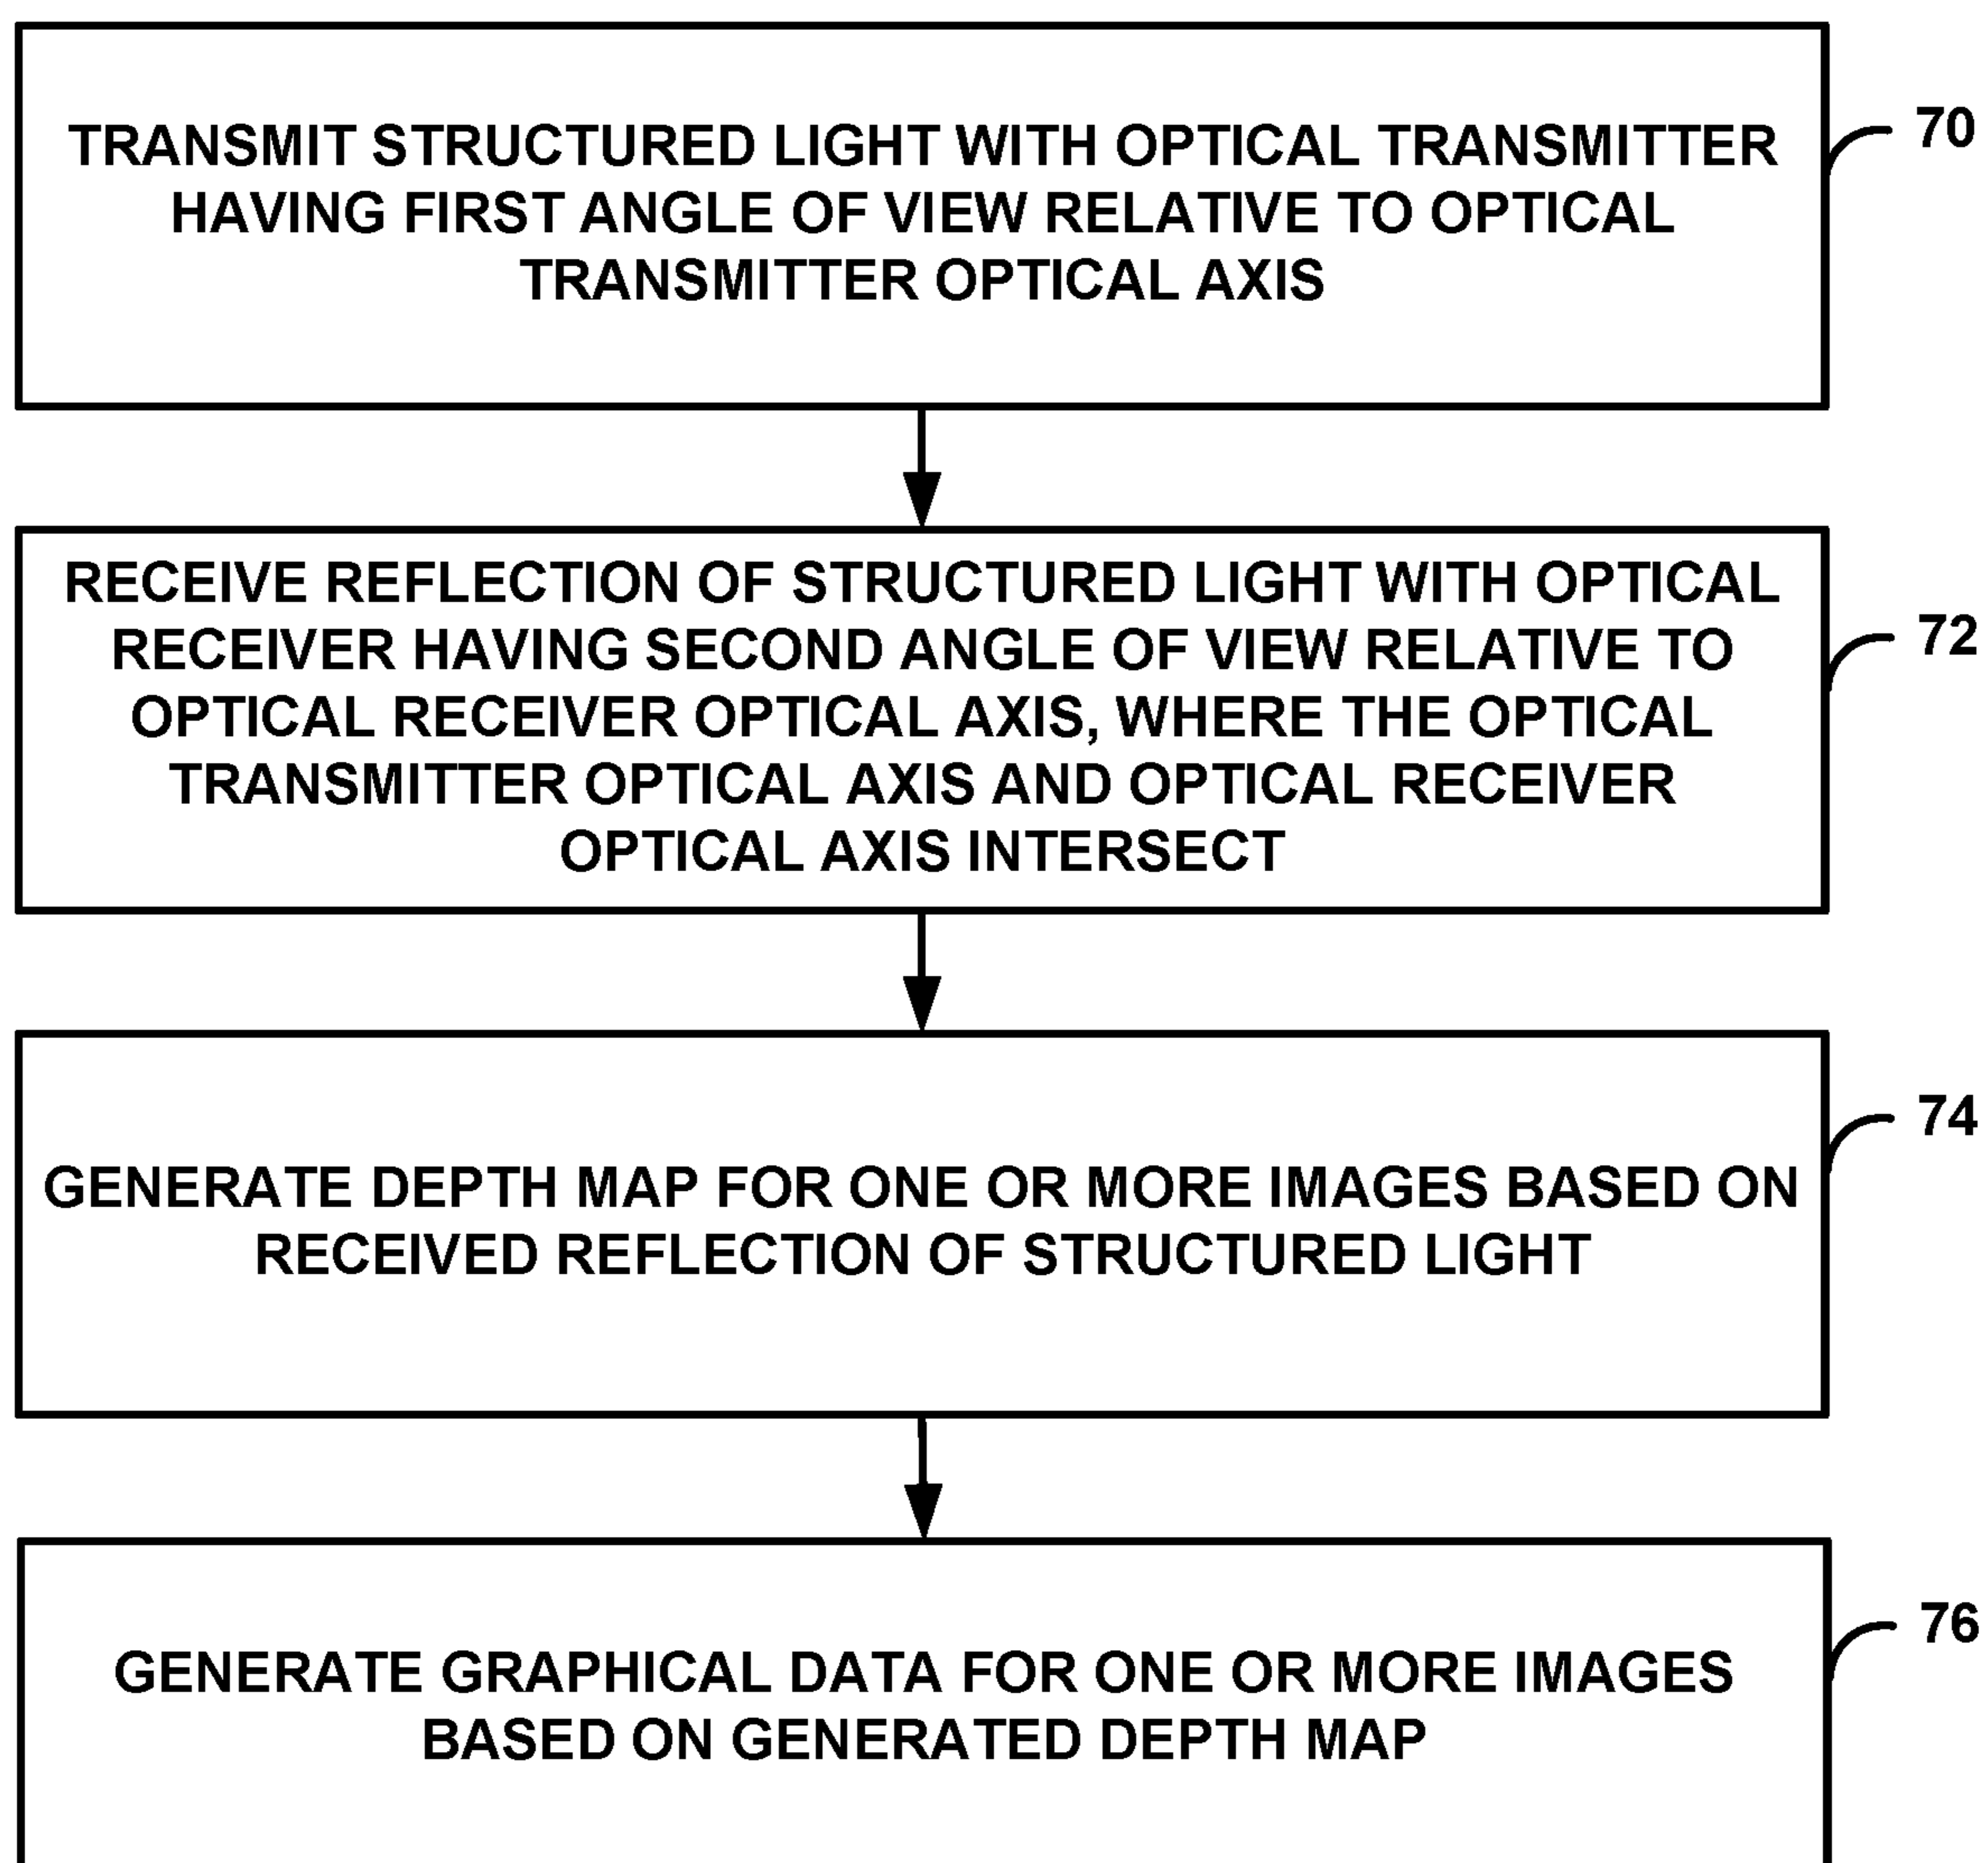 TRANSMIT STRUCTURED LIGHT WITH OPTICAL TRANSMITTER
HAVING FIRST ANGLE OF VIEW RELATIVE TO OPTICAL
TRANSMITTER OPTICAL AXIS
70
RECEIVE REFLECTION OF STRUCTURED LIGHT WITH OPTICAL
RECEIVER HAVING SECOND ANGLE OF VIEW RELATIVE TO
OPTICAL RECEIVER OPTICAL AXIS, WHERE THE OPTICAL
TRANSMITTER OPTICAL AXIS AND OPTICAL RECEIVER
OPTICAL AXIS INTERSECT
72
GENERATE DEPTH MAP FOR ONE OR MORE IMAGES BASED ON
RECEIVED REFLECTION OF STRUCTURED LIGHT
74
GENERATE GRAPHICAL DATA FOR ONE OR MORE IMAGES
BASED ON GENERATED DEPTH MAP
76